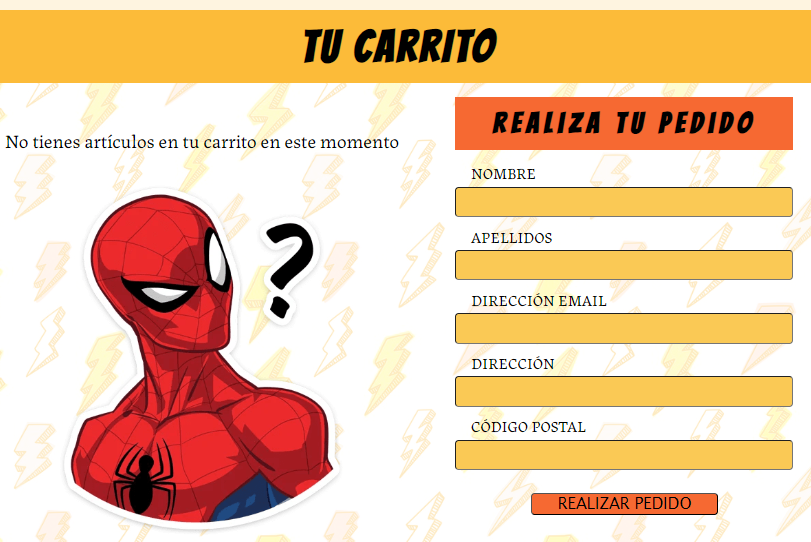 TU CARRITO
No tienes artículos en tu carrito en este momento
?
REALIZA TU PEDIDO
NOMBRE
APELLIDOS
DIRECCIÓN EMAIL
DIRECCIÓN
CÓDIGO POSTAL
REALIZAR PEDIDO